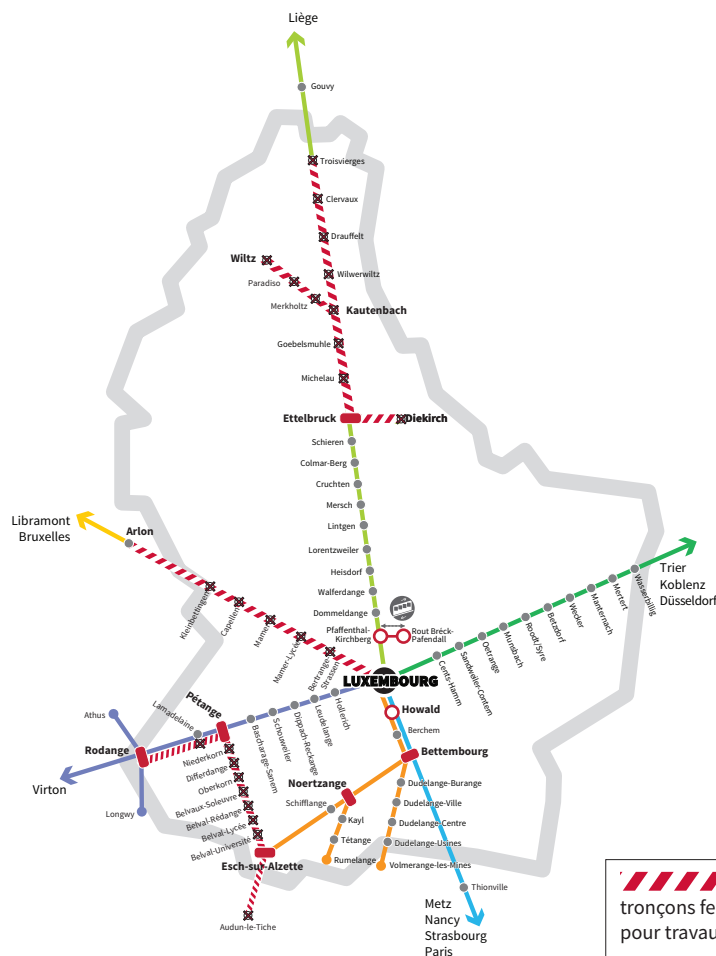 Liège
Gouvy
Troisvierges
Clervaux
Drauffelt
Wiltz
Wilwerwiltz
Paradiso
Merkholtz
Kautenbach
Goebelsmuhle
Michelau
Ettelbruck
Diekirch
Schieren
Colmar-Berg
Cruchten
Mersch
Lintgen
Lorentzweiler
Heisdorf
Walferdange
Dommeldange
Pfaffenthal-
Kirchberg
Rout Bréck-
Pafendall
Libramont
Bruxelles
Arlon
Kleinbettingen
Capellen
Mamer
Mamer-Lycée
Bertrange
Strassen
LUXEMBOURG
Cents-Hamm
Sandweiler-Contern
Oetrange
Munsbach
Roodt/Syre
Betzdorf
Wecker
Manternach
Mertert
Wasserbillig
Trier
Koblenz
Düsseldorf
Howald
Berchem
Bettembourg
Hollerich
Leudelange
Dippach-Reckange
Schouweiler
Bascharage-Sanem
Pétange
Lamadelaine
Athus
Rodange
Virton
Longwy
Niederkorn
Differdange
Oberkorn
Belvaux-Soleuvre
Belval-Rédange
Belval-Lycée
Belval-Université
Esch-sur-Alzette
Audun-le-Tiche
Noertzange
Schifflange
Kayl
Tétange
Rumelange
Dudelange-Burange
Dudelange-Ville
Dudelange-Centre
Dudelange-Usines
Volmerange-les-Mines
Thionville
Metz
Nancy
Strasbourg
Paris
tronçons fe
pour travau